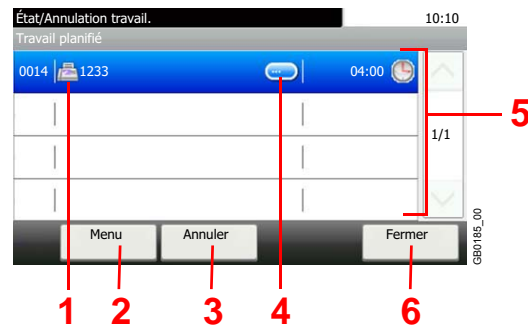 État/Annulation travail. 10:10
Travail planifié
0014 1233 ... 04:00
5
1/1
Menu Annuler Fermer
GB0185_00
1 2 3 4 6